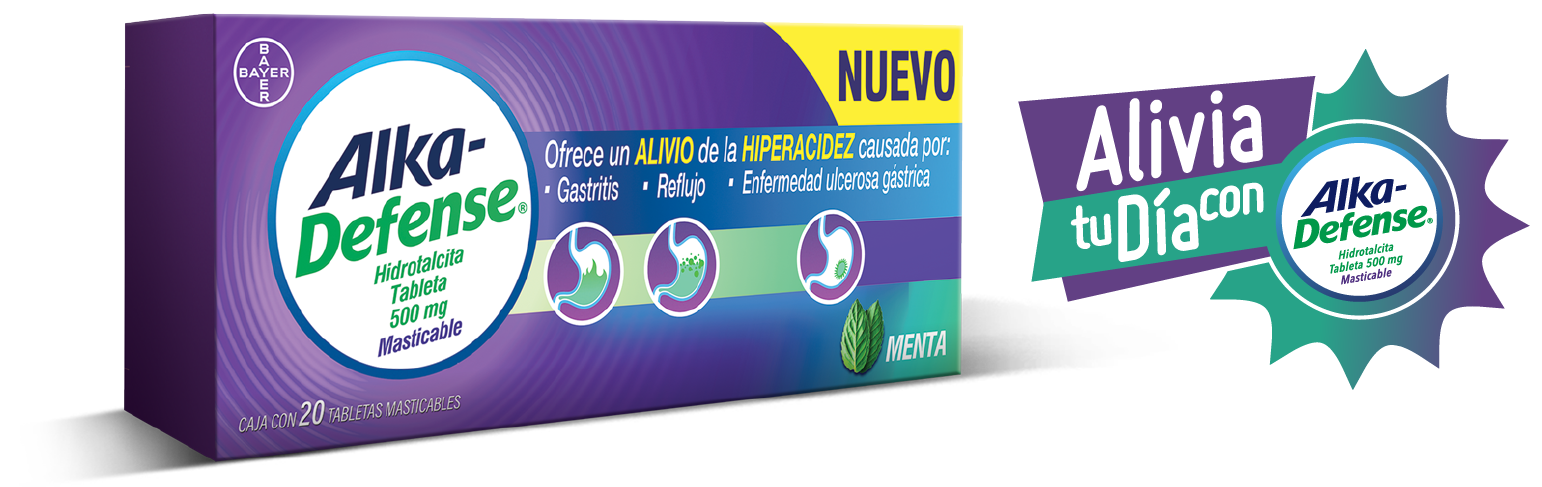 BAYER
BAYER
NUEVO
Alka-
Defense®
Hidrotalcita
Tableta
500 mg
Masticable
Ofrece un ALIVIO de la HIPERACIDEZ causada por:
· Gastritis · Reflujo · Enfermedad ulcerosa gástrica
MENTA
CAJA CON 20 TABLETAS MASTICABLES
Alivia
tu Día con
Alka-
Defense®
Hidrotalcita
Tableta 500 mg
Masticable